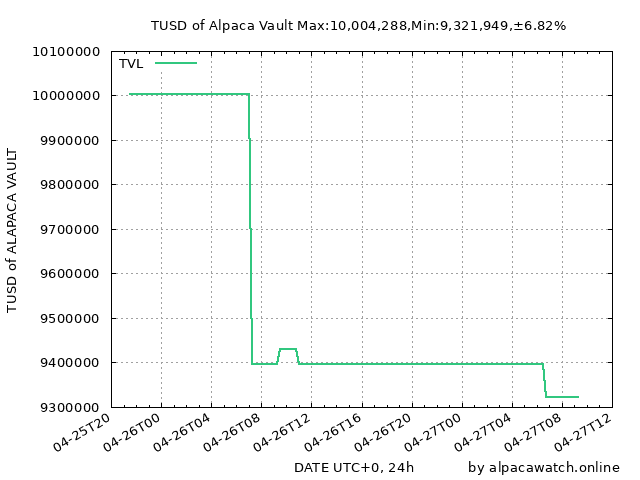 TUSD of Alpaca Vault Max:10,004,288,Min:9,321,949,±6.82%
TVL
TUSD of ALAPACA VAULT
10100000
10000000
9900000
9800000
9700000
9600000
9500000
9400000
9300000
04-25T20
04-26T00
04-26T04
04-26T08
04-26T12
04-26T16
04-26T20
04-27T00
04-27T04
04-27T08
04-27T12
DATE UTC+0, 24h
by alpacawatch.online